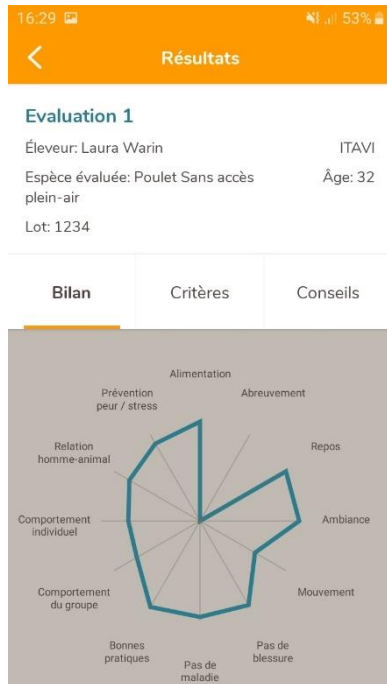 16:29 53%
Résultats
Evaluation 1
Éleveur: Laura Warin ITAVI
Espèce évaluée: Poulet Sans accès Âge: 32
plein-air
Lot: 1234
Bilan Critères Conseils
Alimentation
Prévention
peur / stress
Abreuvement
Relation
homme-animal
Repos
Comportement
individuel
Ambiance
Comportement
du groupe
Mouvement
Bonnes
pratiques
Pas de
maladie
Pas de
blessure